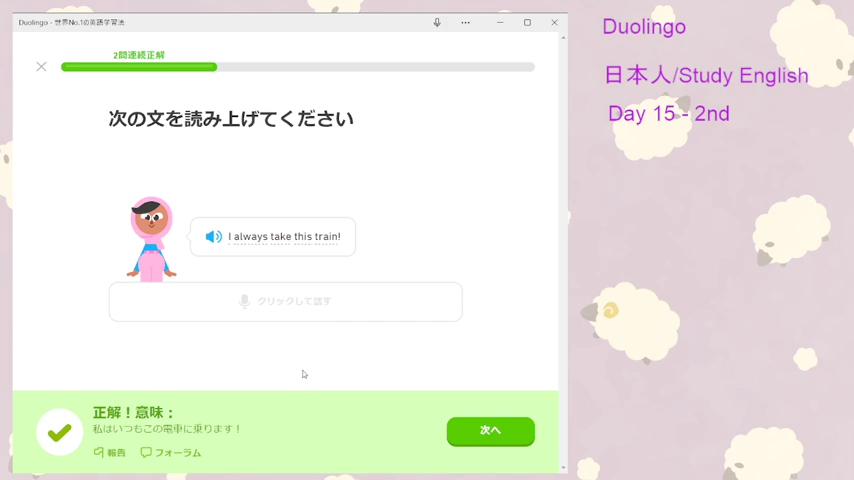 Duolingo - 世界No.1の英語学習法
2問連続正解
次の文を読み上げてください
I always take this train!
クリックして話す
正解！意味：
私はいつもこの電車に乗ります！
報告
フォーラム
次へ
Duolingo
日本人/Study English
Day 15 - 2nd